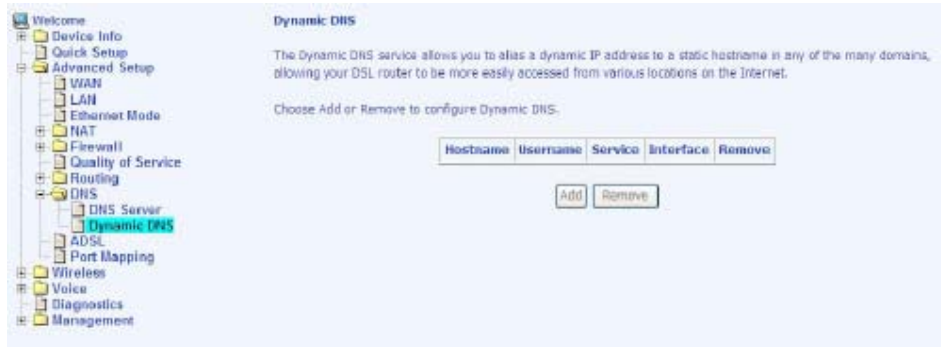 Welcome
Device Info
Quick Setup
Advanced Setup
WAN
LAN
Ethernet Mode
NAT
Firewall
Quality of Service
Routing
DNS
DNS Server
Dynamic DNS
ADSL
Port Mapping
Wireless
Voice
Diagnostics
Management
Dynamic DNS
The Dynamic DNS service allows you to alias a dynamic IP address to a static hostname in any of the many domains,
allowing your DSL router to be more easily accessed from various locations on the Internet.
Choose Add or Remove to configure Dynamic DNS.
Hostname Username Service Interface Remove
Add Remove